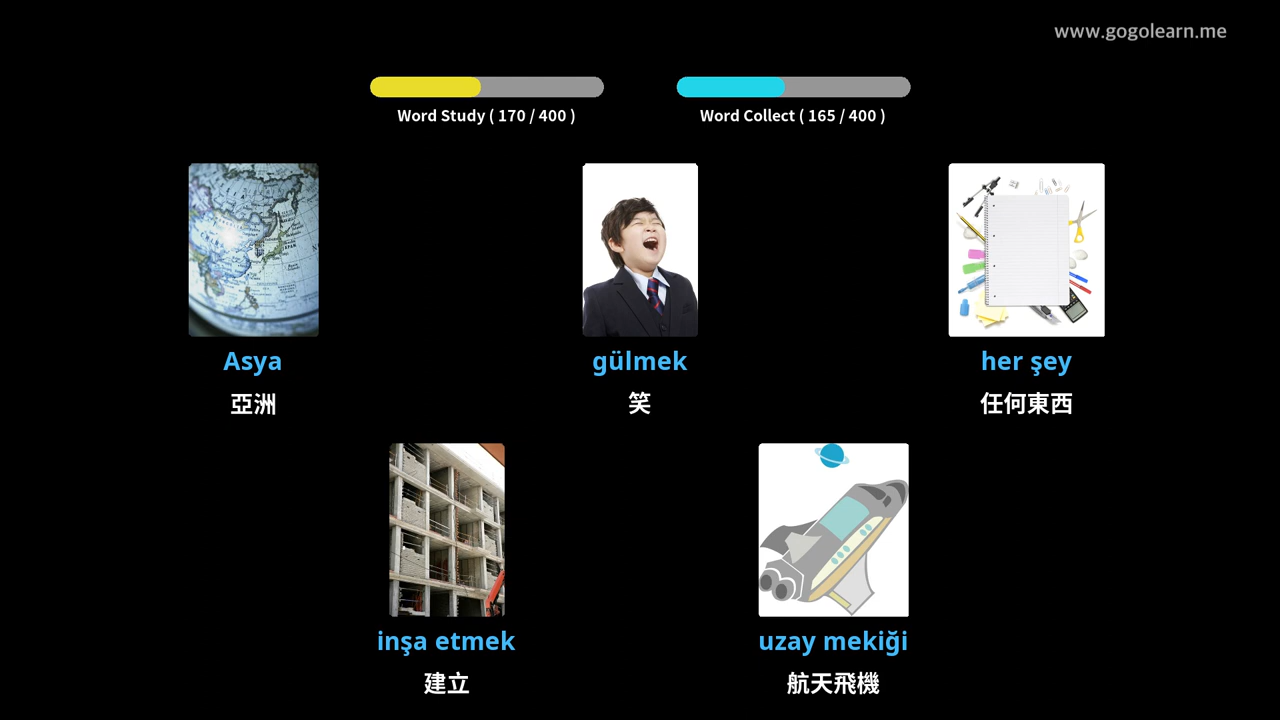 www.gogolearn.me
Word Study ( 170 / 400 )
Word Collect ( 165 / 400 )
Asya
亞洲
gülmek
笑
her şey
任何東西
inşa etmek
建立
uzay mekiği
航天飛機